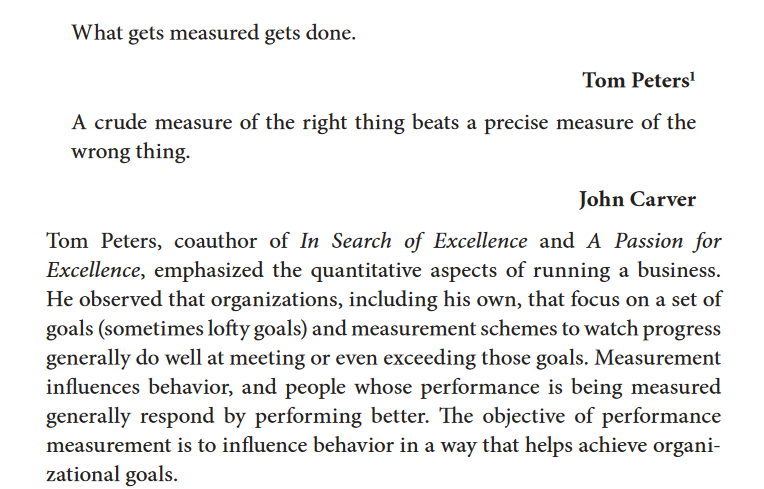 What gets measured gets done.
Tom Peters¹
A crude measure of the right thing beats a precise measure of the
wrong thing.
John Carver
Tom Peters, coauthor of In Search of Excellence and A Passion for
Excellence, emphasized the quantitative aspects of running a business.
He observed that organizations, including his own, that focus on a set of
goals (sometimes lofty goals) and measurement schemes to watch progress
generally do well at meeting or even exceeding those goals. Measurement
influences behavior, and people whose performance is being measured
generally respond by performing better. The objective of performance
measurement is to influence behavior in a way that helps achieve organi-
zational goals.